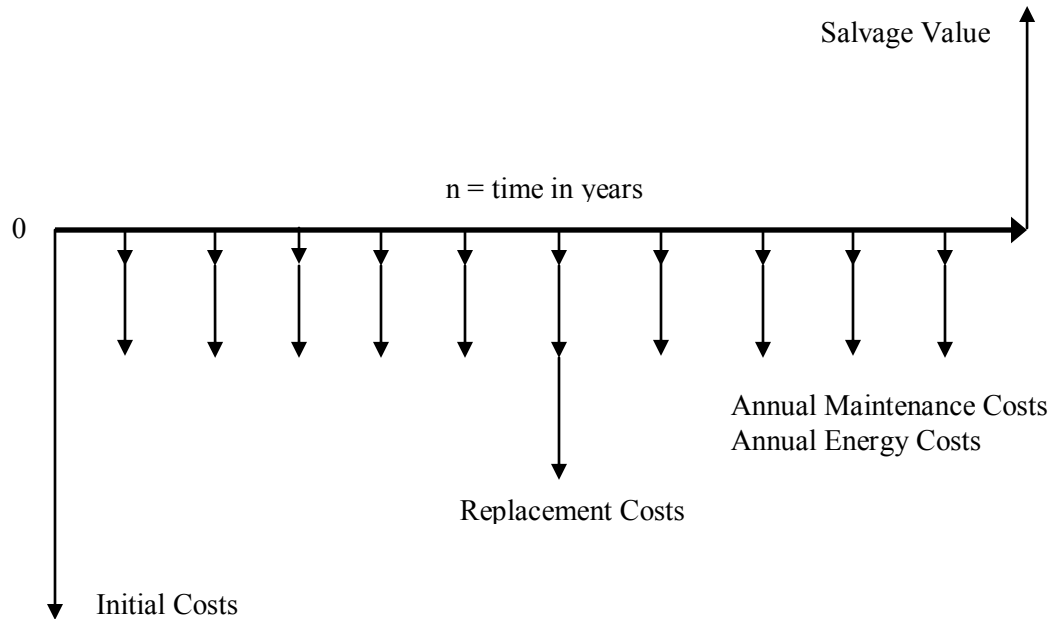 Salvage Value
n = time in years
0
Annual Maintenance Costs
Annual Energy Costs
Replacement Costs
Initial Costs